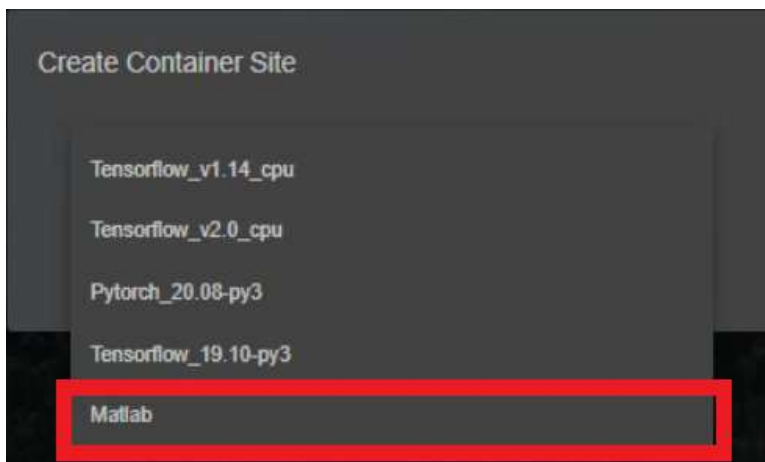 Create Container Site
Tensorflow_v1.14_cpu
Tensorflow_v2.0_cpu
Pytorch_20.08-py3
Tensorflow_19.10-py3
Matlab